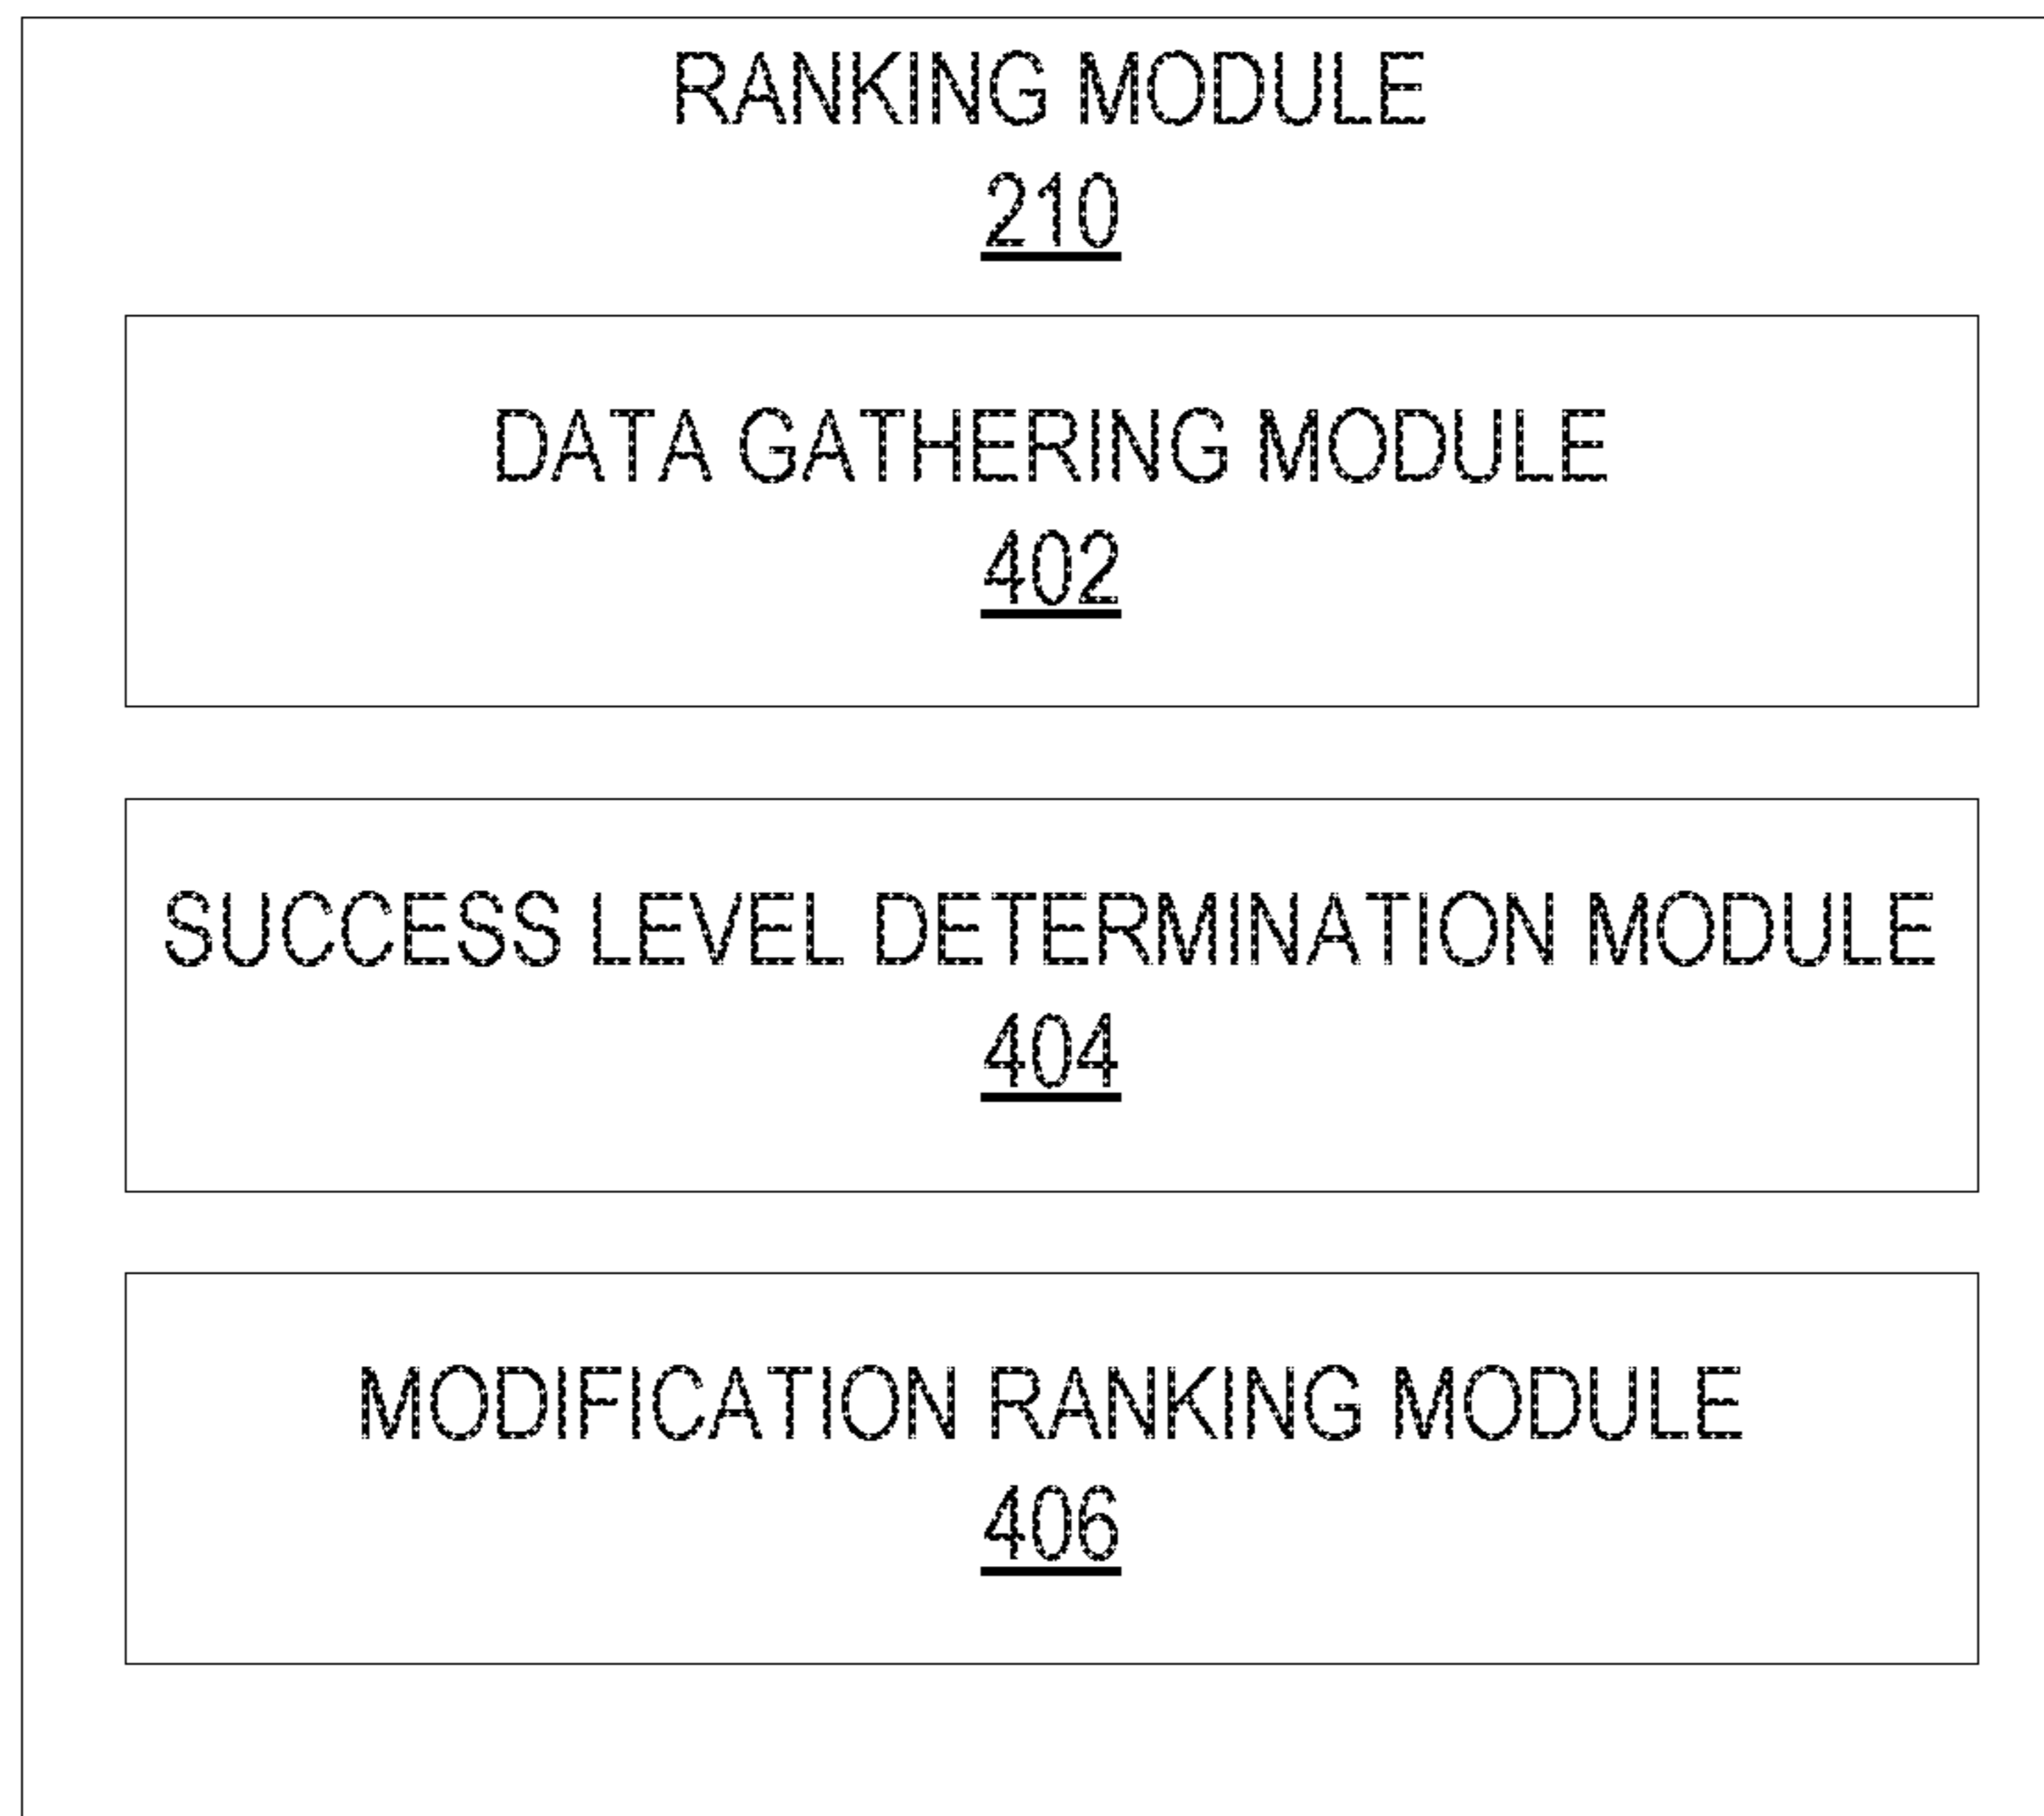 RANKING MODULE
210
DATA GATHERING MODULE
402
SUCCESS LEVEL DETERMINATION MODULE
404
MODIFICATION RANKING MODULE
406